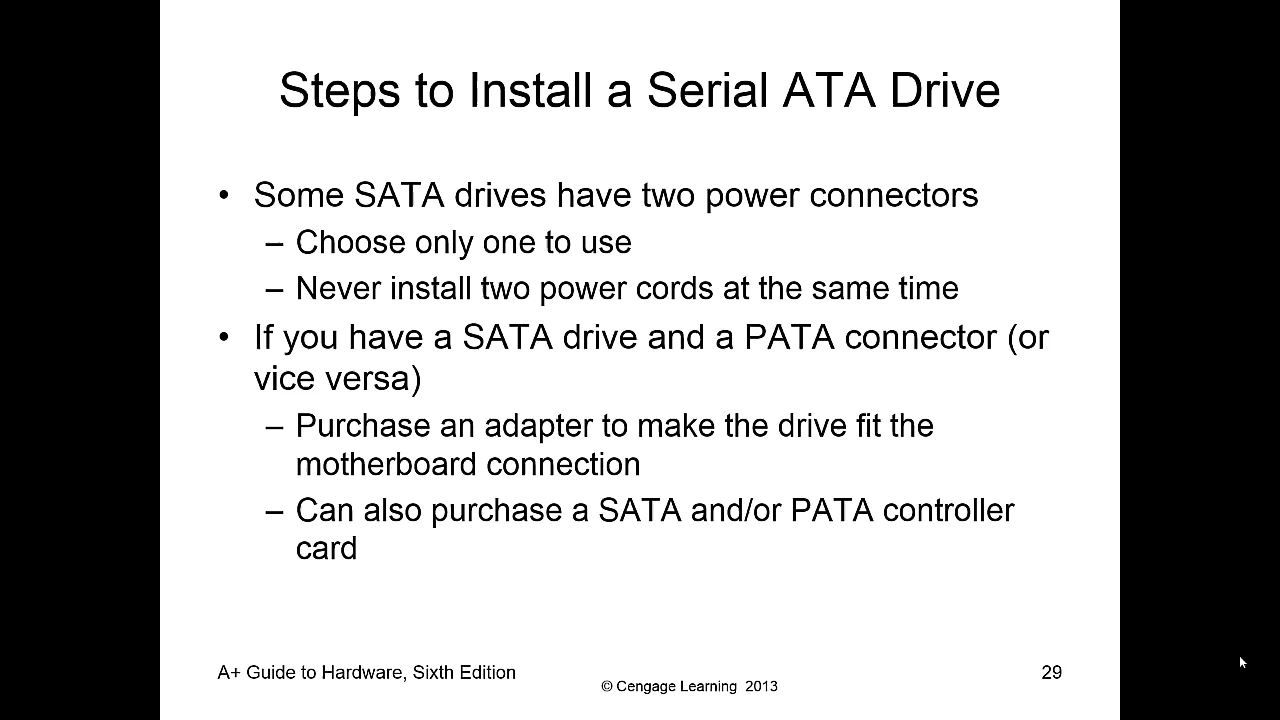 Steps to Install a Serial ATA Drive
• Some SATA drives have two power connectors
– Choose only one to use
– Never install two power cords at the same time
• If you have a SATA drive and a PATA connector (or
vice versa)
– Purchase an adapter to make the drive fit the
motherboard connection
– Can also purchase a SATA and/or PATA controller
card
A+ Guide to Hardware, Sixth Edition
© Cengage Learning 2013
29